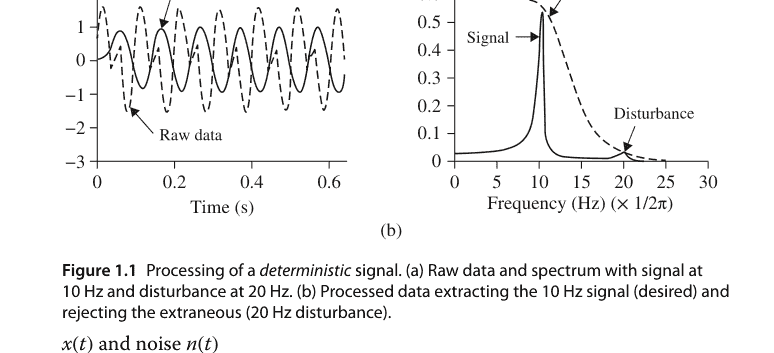 1
0
−1
−2
−3
Raw data
0
0.2
0.4
0.6
Time (s)
0.5
0.4
0.3
0.2
0.1
0
Signal
Disturbance
0
5
10
15
20
25
30
Frequency (Hz) (× 1/2π)
(b)
Figure 1.1 Processing of a deterministic signal. (a) Raw data and spectrum with signal at
10 Hz and disturbance at 20 Hz. (b) Processed data extracting the 10 Hz signal (desired) and
rejecting the extraneous (20 Hz disturbance).
x(t) and noise n(t)